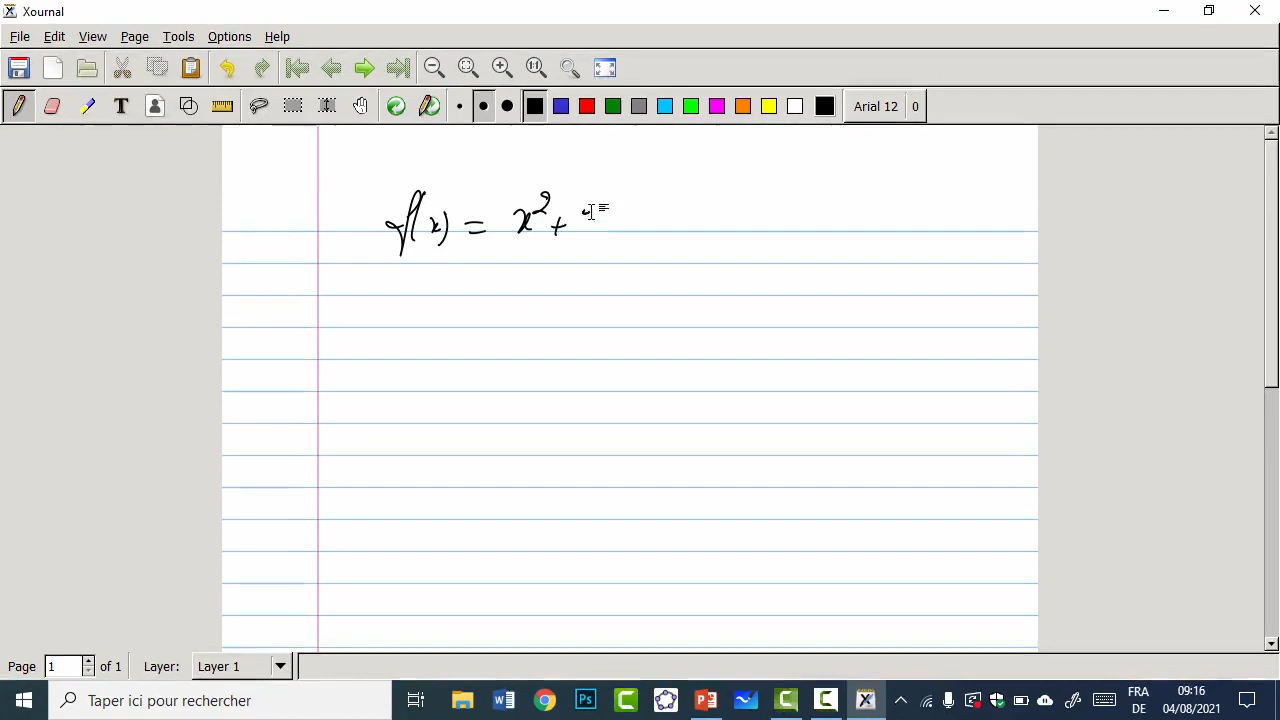 Xournal
File Edit View Page Tools Options Help
T Arial 12 0
f(x) = x² +
Page 1 of 1 Layer: Layer 1
Taper ici pour rechercher
FRA 09:16
DE 04/08/2021